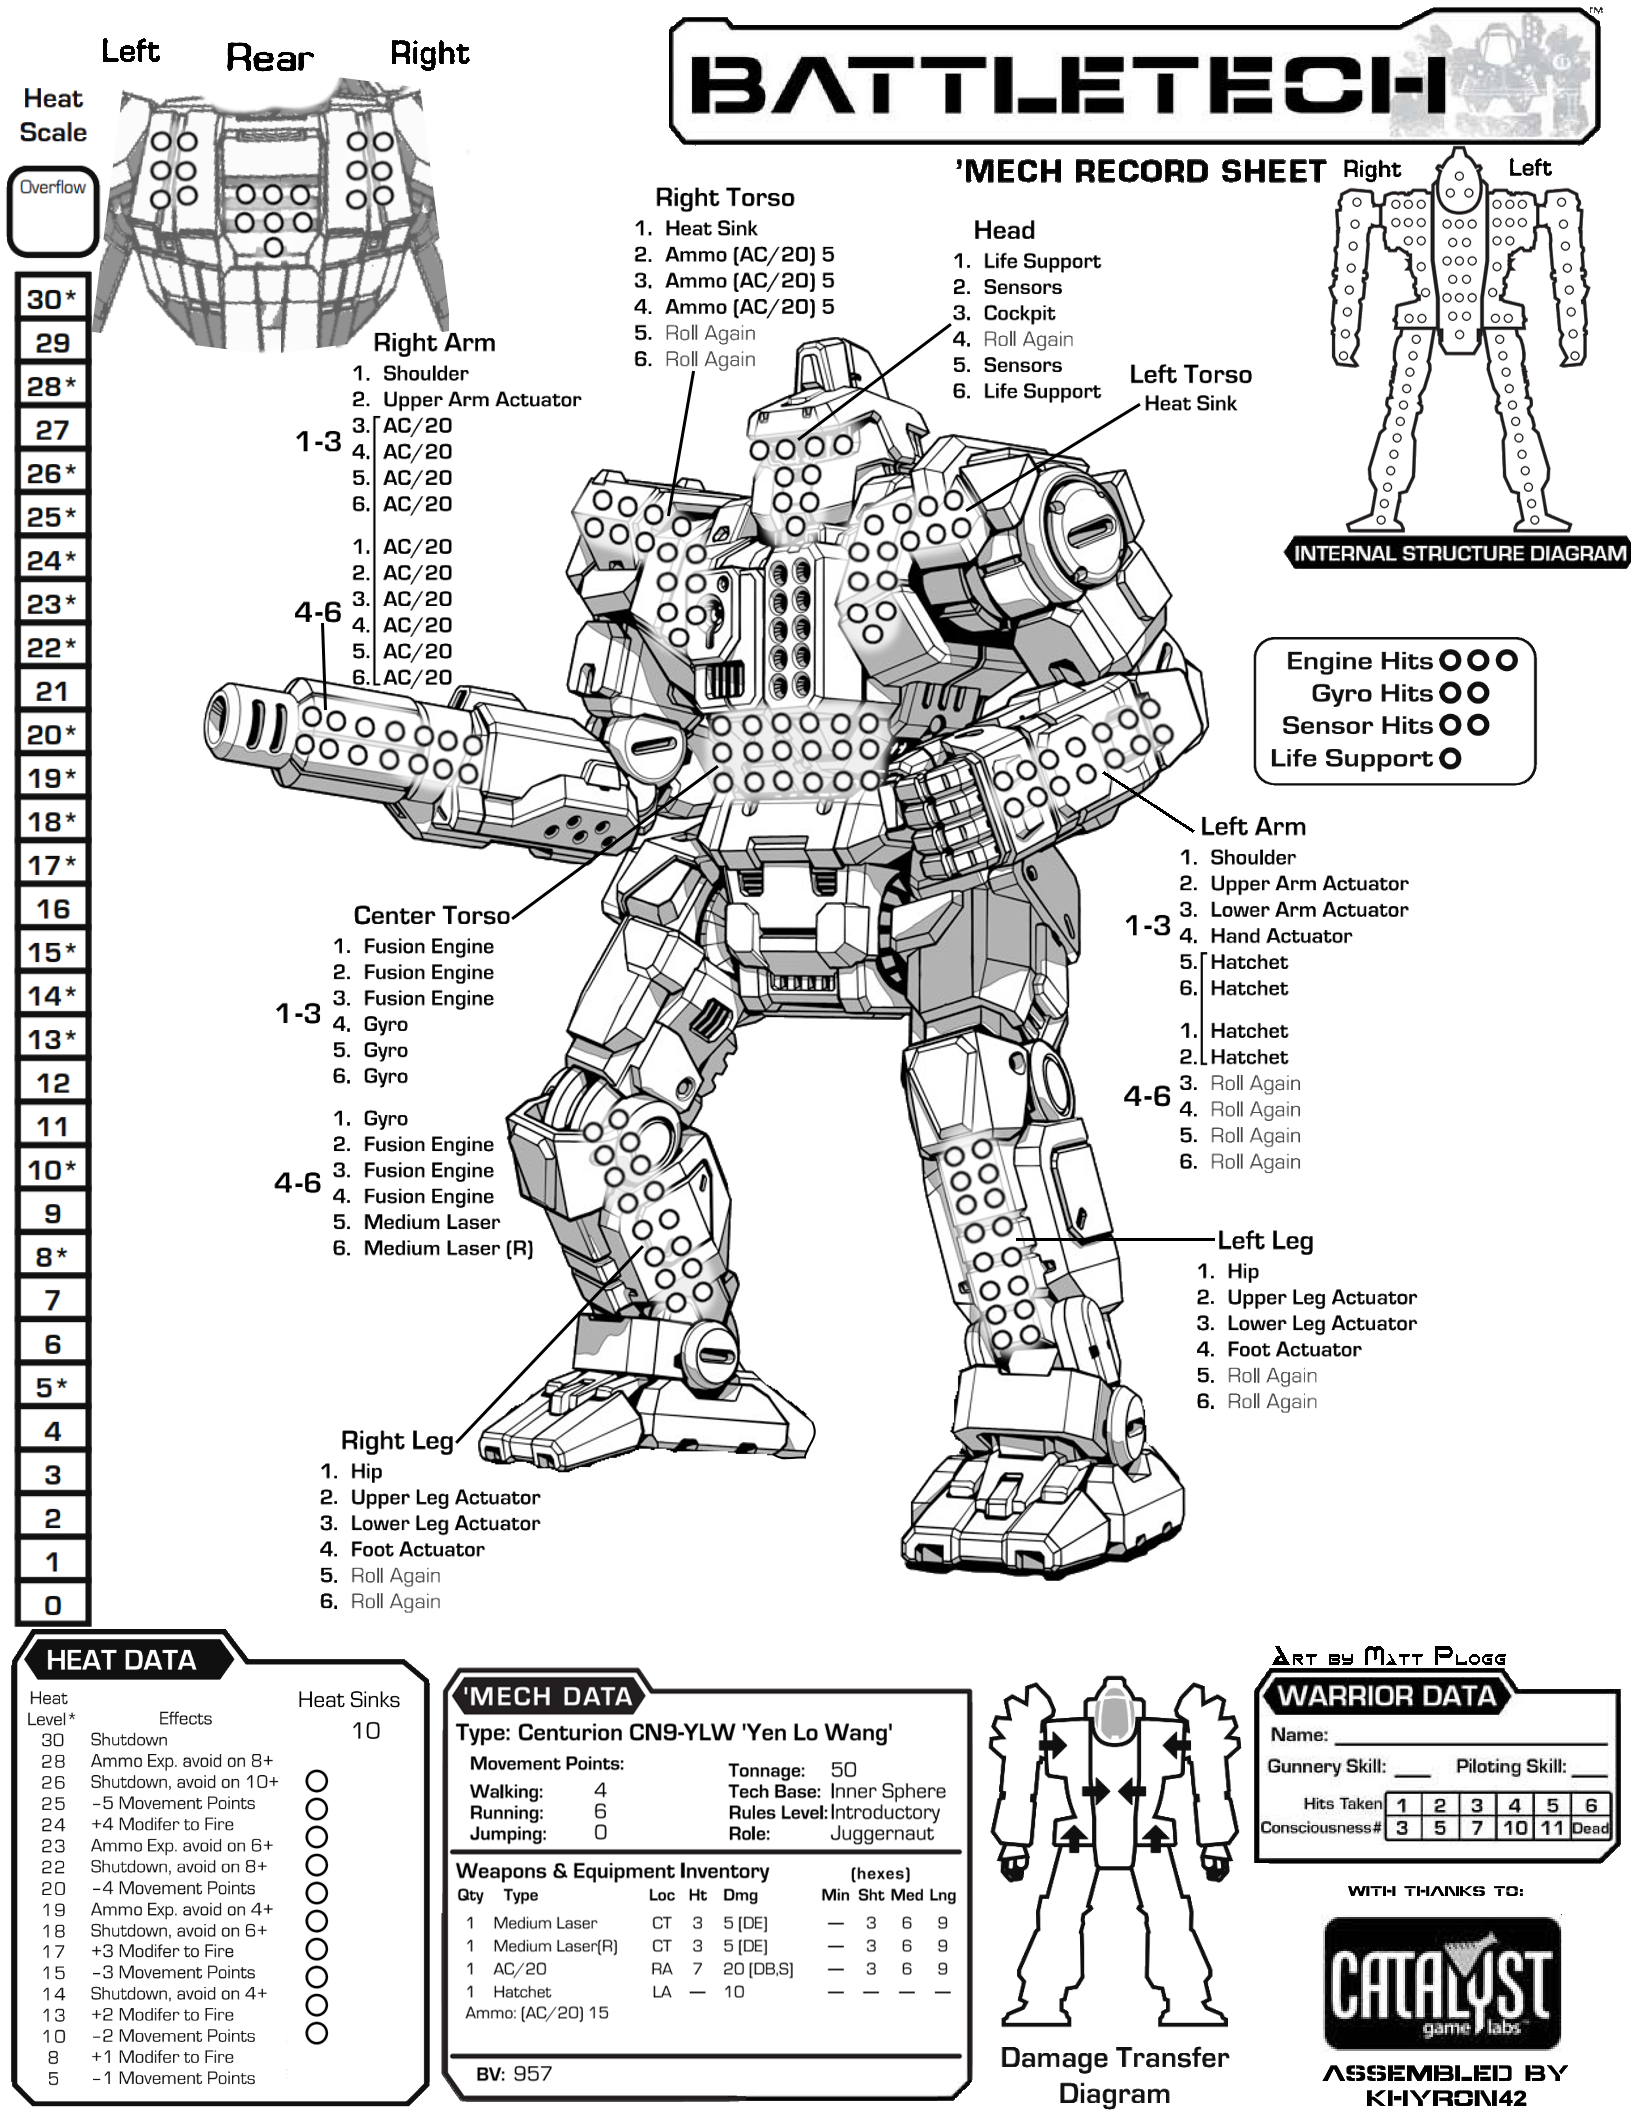 Left Rear Right
Heat
Scale
Overflow
30*
29
28*
27
26*
25*
24*
23*
22*
21
20*
19*
18*
17*
16
15*
14*
13*
12
11
10*
9
8*
7
6
5*
4
3
2
1
0
BATTLETECH™
'MECH RECORD SHEET
Right Left
INTERNAL STRUCTURE DIAGRAM
Right Torso
1. Heat Sink
2. Ammo (AC/20) 5
3. Ammo (AC/20) 5
4. Ammo (AC/20) 5
5. Roll Again
6. Roll Again
Head
1. Life Support
2. Sensors
3. Cockpit
4. Roll Again
5. Sensors
6. Life Support
Left Torso
Heat Sink
Right Arm
1. Shoulder
2. Upper Arm Actuator
1-3
3. AC/20
4. AC/20
5. AC/20
6. AC/20
4-6
1. AC/20
2. AC/20
3. AC/20
4. AC/20
5. AC/20
6. AC/20
Engine Hits
Gyro Hits
Sensor Hits
Life Support
Left Arm
1-3
1. Shoulder
2. Upper Arm Actuator
3. Lower Arm Actuator
4. Hand Actuator
5. Hatchet
6. Hatchet
4-6
1. Hatchet
2. Hatchet
3. Roll Again
4. Roll Again
5. Roll Again
6. Roll Again
Center Torso
1-3
1. Fusion Engine
2. Fusion Engine
3. Fusion Engine
4. Gyro
5. Gyro
6. Gyro
4-6
1. Gyro
2. Fusion Engine
3. Fusion Engine
4. Fusion Engine
5. Medium Laser
6. Medium Laser (R)
Left Leg
1. Hip
2. Upper Leg Actuator
3. Lower Leg Actuator
4. Foot Actuator
5. Roll Again
6. Roll Again
Right Leg
1. Hip
2. Upper Leg Actuator
3. Lower Leg Actuator
4. Foot Actuator
5. Roll Again
6. Roll Again
HEAT DATA
Heat
Level* Effects
Heat Sinks
10
30 Shutdown
28 Ammo Exp. avoid on 8+
26 Shutdown, avoid on 10+
25 -5 Movement Points
24 +4 Modifer to Fire
23 Ammo Exp. avoid on 6+
22 Shutdown, avoid on 8+
20 -4 Movement Points
19 Ammo Exp. avoid on 4+
18 Shutdown, avoid on 6+
17 +3 Modifer to Fire
15 -3 Movement Points
14 Shutdown, avoid on 4+
13 +2 Modifer to Fire
10 -2 Movement Points
8 +1 Modifer to Fire
5 -1 Movement Points
'MECH DATA
Type: Centurion CN9-YLW 'Yen Lo Wang'
Movement Points:
Walking: 4
Running: 6
Jumping: 0
Tonnage: 50
Tech Base: Inner Sphere
Rules Level: Introductory
Role: Juggernaut
Weapons & Equipment Inventory (hexes)
Qty Type Loc Ht Dmg Min Sht Med Lng
1 Medium Laser CT 3 5 [DE] — 3 6 9
1 Medium Laser(R) CT 3 5 [DE] — 3 6 9
1 AC/20 RA 7 20 [DB,S] — 3 6 9
1 Hatchet LA — 10 — — — —
Ammo: (AC/20) 15
BV: 957
Damage Transfer
Diagram
Art by Matt Plogg
WARRIOR DATA
Name:
Gunnery Skill: Piloting Skill:
Hits Taken 1 2 3 4 5 6
Consciousness# 3 5 7 10 11 Dead
WITH THANKS TO:
CATALYST
game labs™
ASSEMBLED BY
KHYRON42